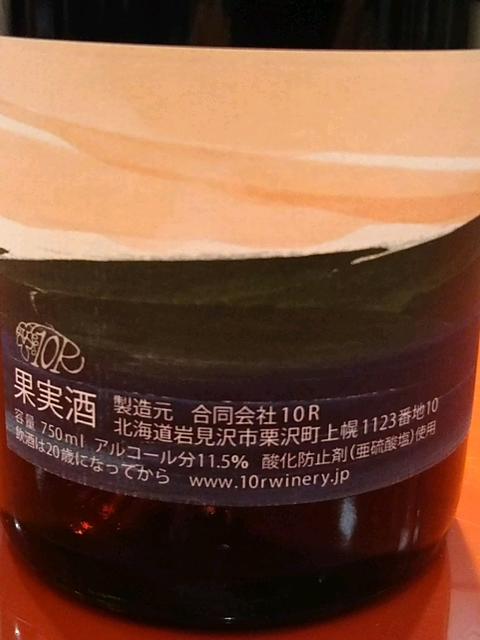 10R
果実酒
製造元 合同会社10R
北海道岩見沢市栗沢町上幌1123番地10
容量 750ml アルコール分11.5% 酸化防止剤(亜硫酸塩)使用
飲酒は20歳になってから www.10rwinery.jp